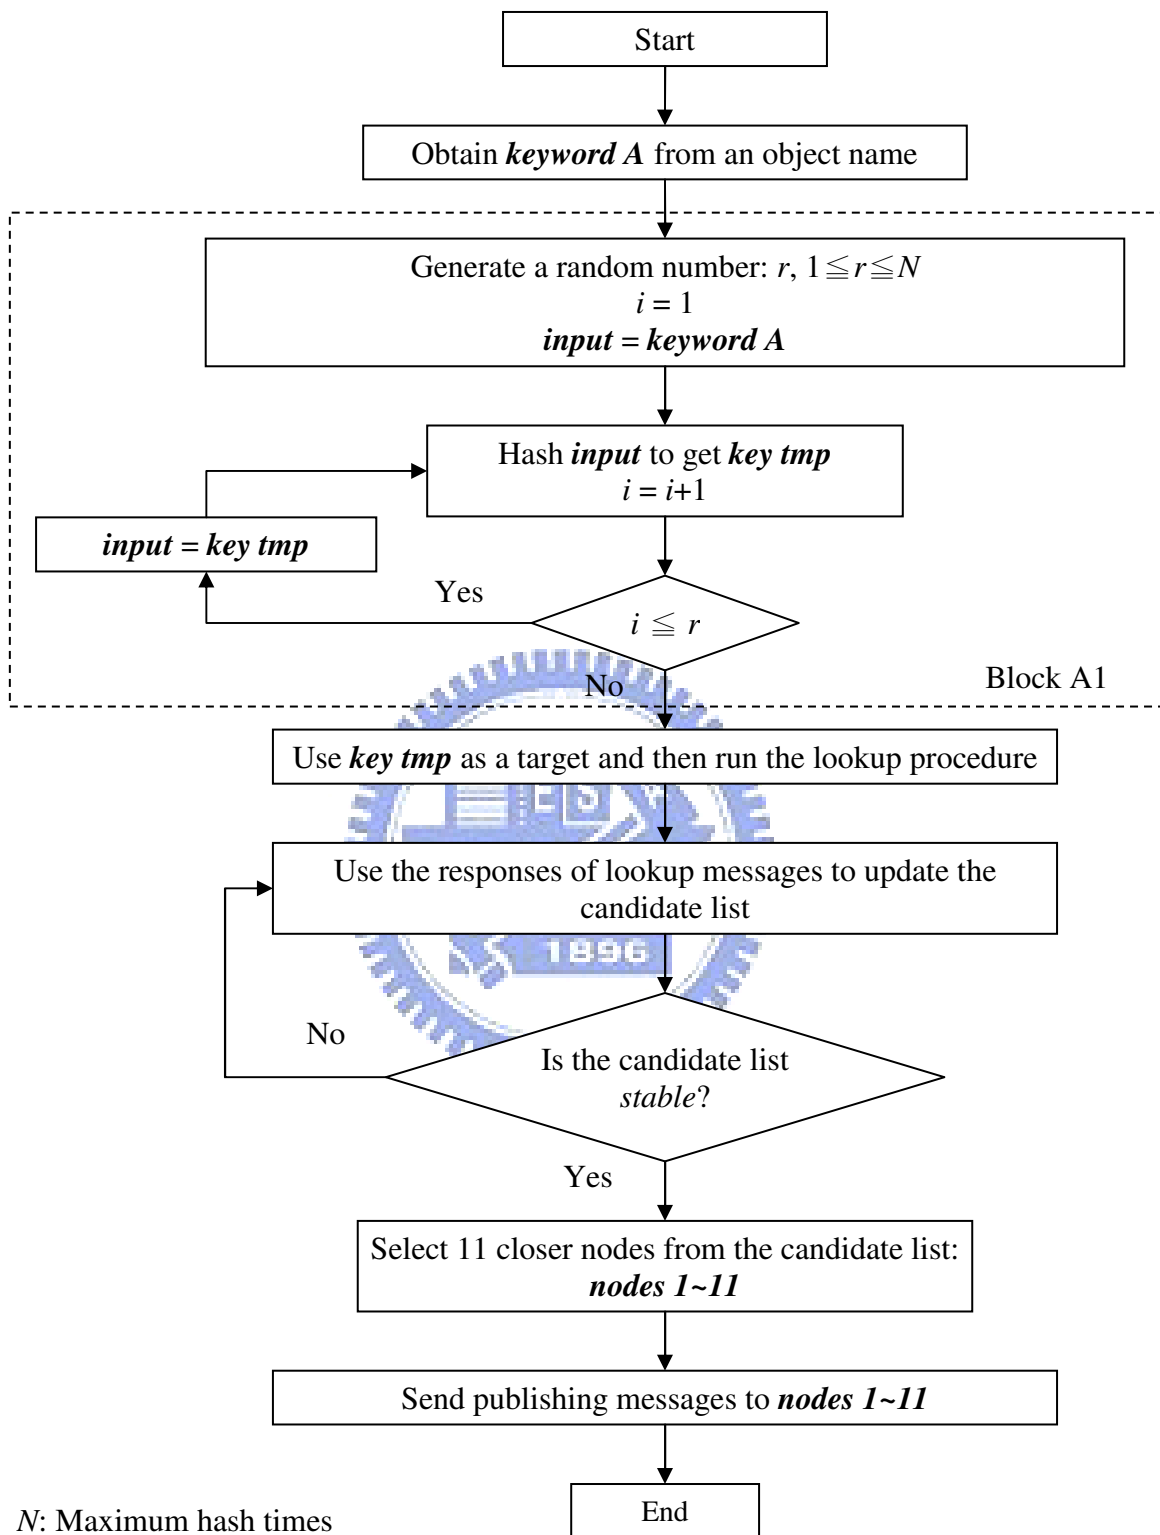 Start
Obtain keyword A from an object name
Generate a random number: r, 1≦r≦N
i = 1
input = keyword A
Hash input to get key tmp
i = i+1
input = key tmp
Yes
i ≦ r
No
Block A1
Use key tmp as a target and then run the lookup procedure
ES
Use the responses of lookup messages to update the
candidate list
1896
No
Is the candidate list
stable?
Yes
Select 11 closer nodes from the candidate list:
nodes 1~11
Send publishing messages to nodes 1~11
End
N: Maximum hash times